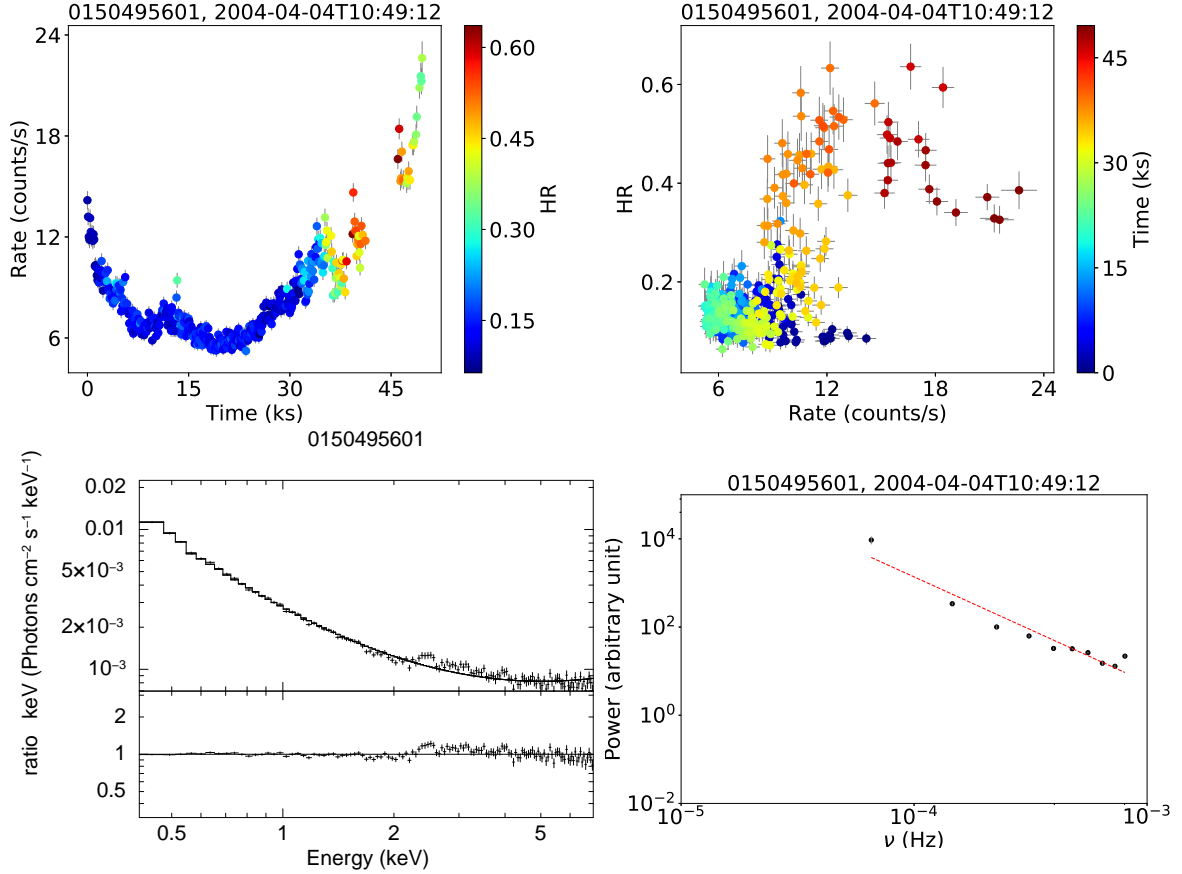 0150495601, 2004-04-04T10:49:12
24
18
12
6
Rate (counts/s)
0 15 30 45
Time (ks)
0.60
0.45
0.30
0.15
HR
0150495601, 2004-04-04T10:49:12
0.6
0.4
0.2
HR
6 12 18 24
Rate (counts/s)
45
30
15
0
Time (ks)
0150495601
0.02
0.01
5×10⁻³
2×10⁻³
10⁻³
keV (Photons cm⁻² s⁻¹ keV⁻¹)
2
1
0.5
ratio
0.5 1 2 5
Energy (keV)
0150495601, 2004-04-04T10:49:12
10⁴
10²
10⁰
10⁻²
Power (arbitrary unit)
10⁻⁵ 10⁻⁴ 10⁻³
ν (Hz)